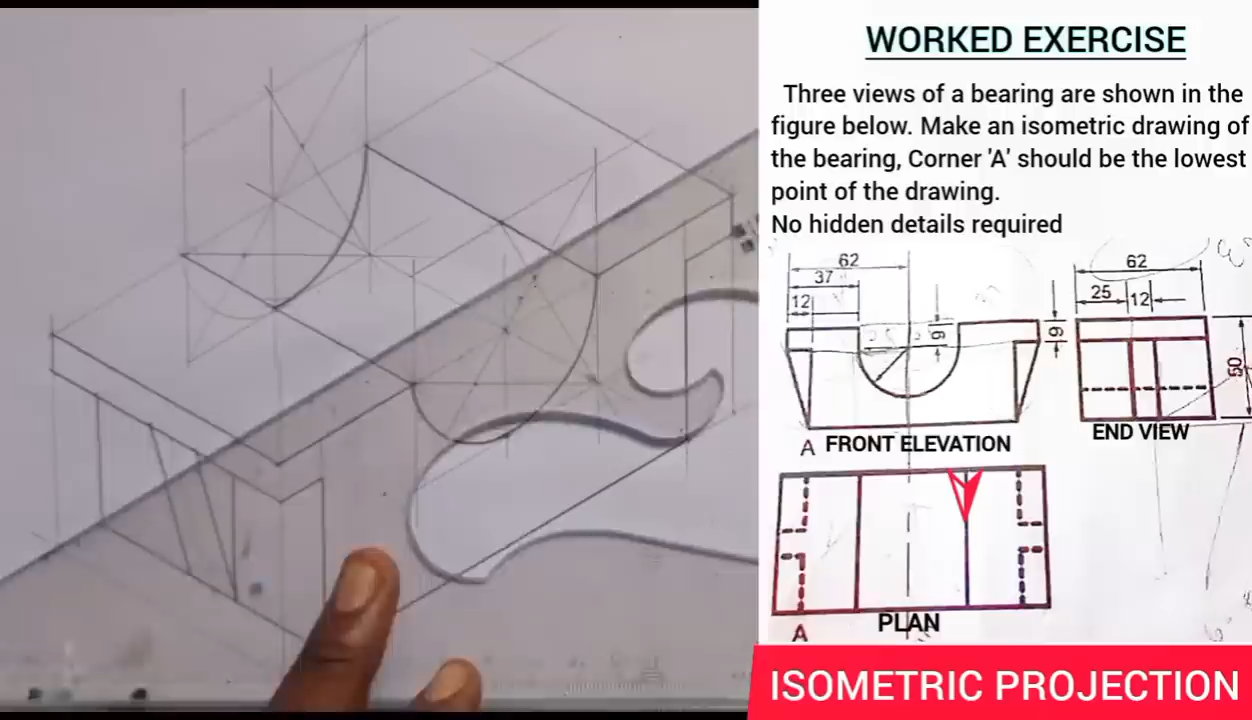 WORKED EXERCISE
Three views of a bearing are shown in the
figure below. Make an isometric drawing of
the bearing, Corner 'A' should be the lowest
point of the drawing.
No hidden details required
62
37
12
9
9
62
25
12
50
A FRONT ELEVATION
END VIEW
A
PLAN
ISOMETRIC PROJECTION